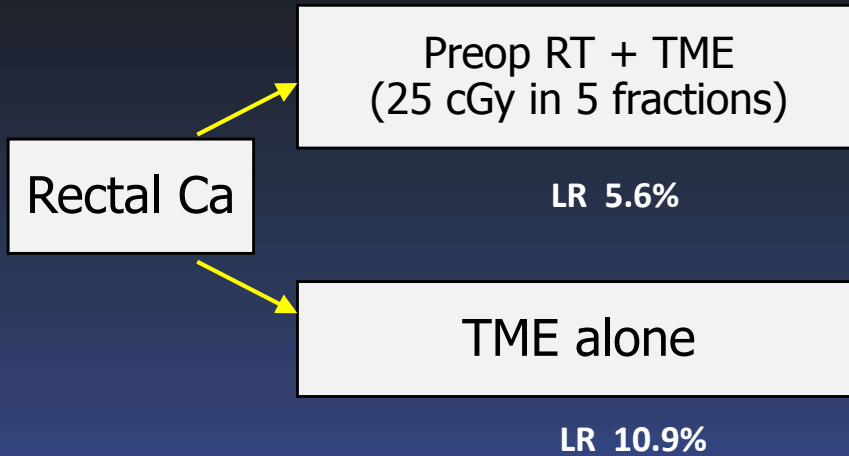 Preop RT + TME
(25 cGy in 5 fractions)
Rectal Ca
LR 5.6%
TME alone
LR 10.9%